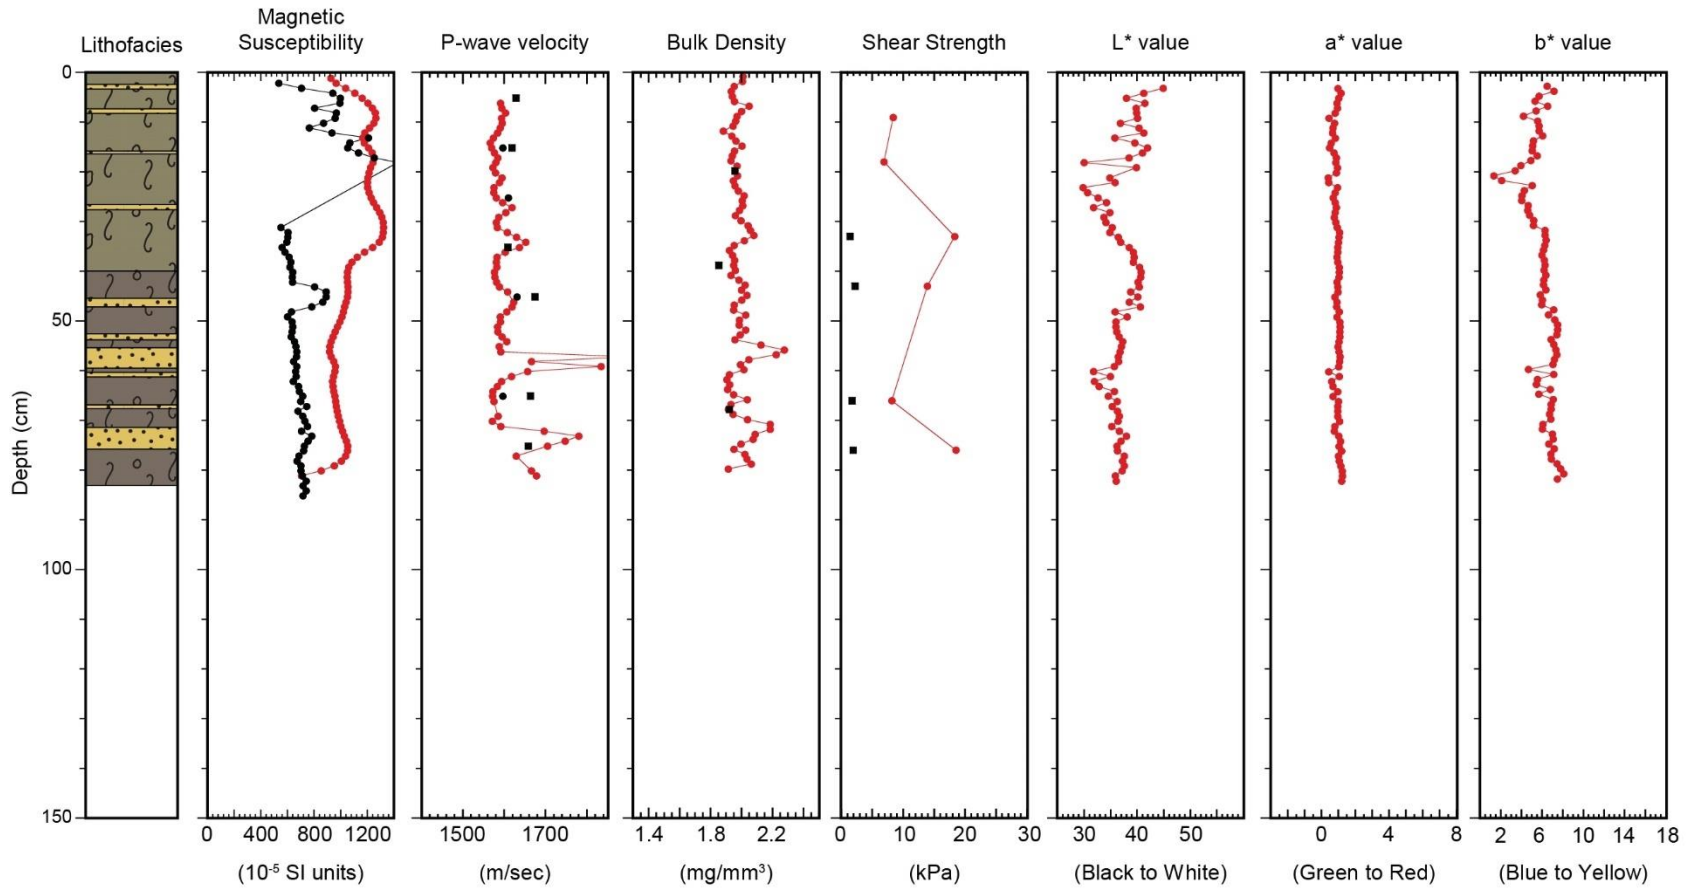 Lithofacies
Magnetic
Susceptibility
P-wave velocity
Bulk Density
Shear Strength
L* value
a* value
b* value
Depth (cm)
0
50
100
150
0 400 800 1200
1500 1700
1.4 1.8 2.2
0 10 20 30
30 40 50
0 4 8
2 6 10 14 18
(10⁻⁵ SI units)
(m/sec)
(mg/mm³)
(kPa)
(Black to White)
(Green to Red)
(Blue to Yellow)